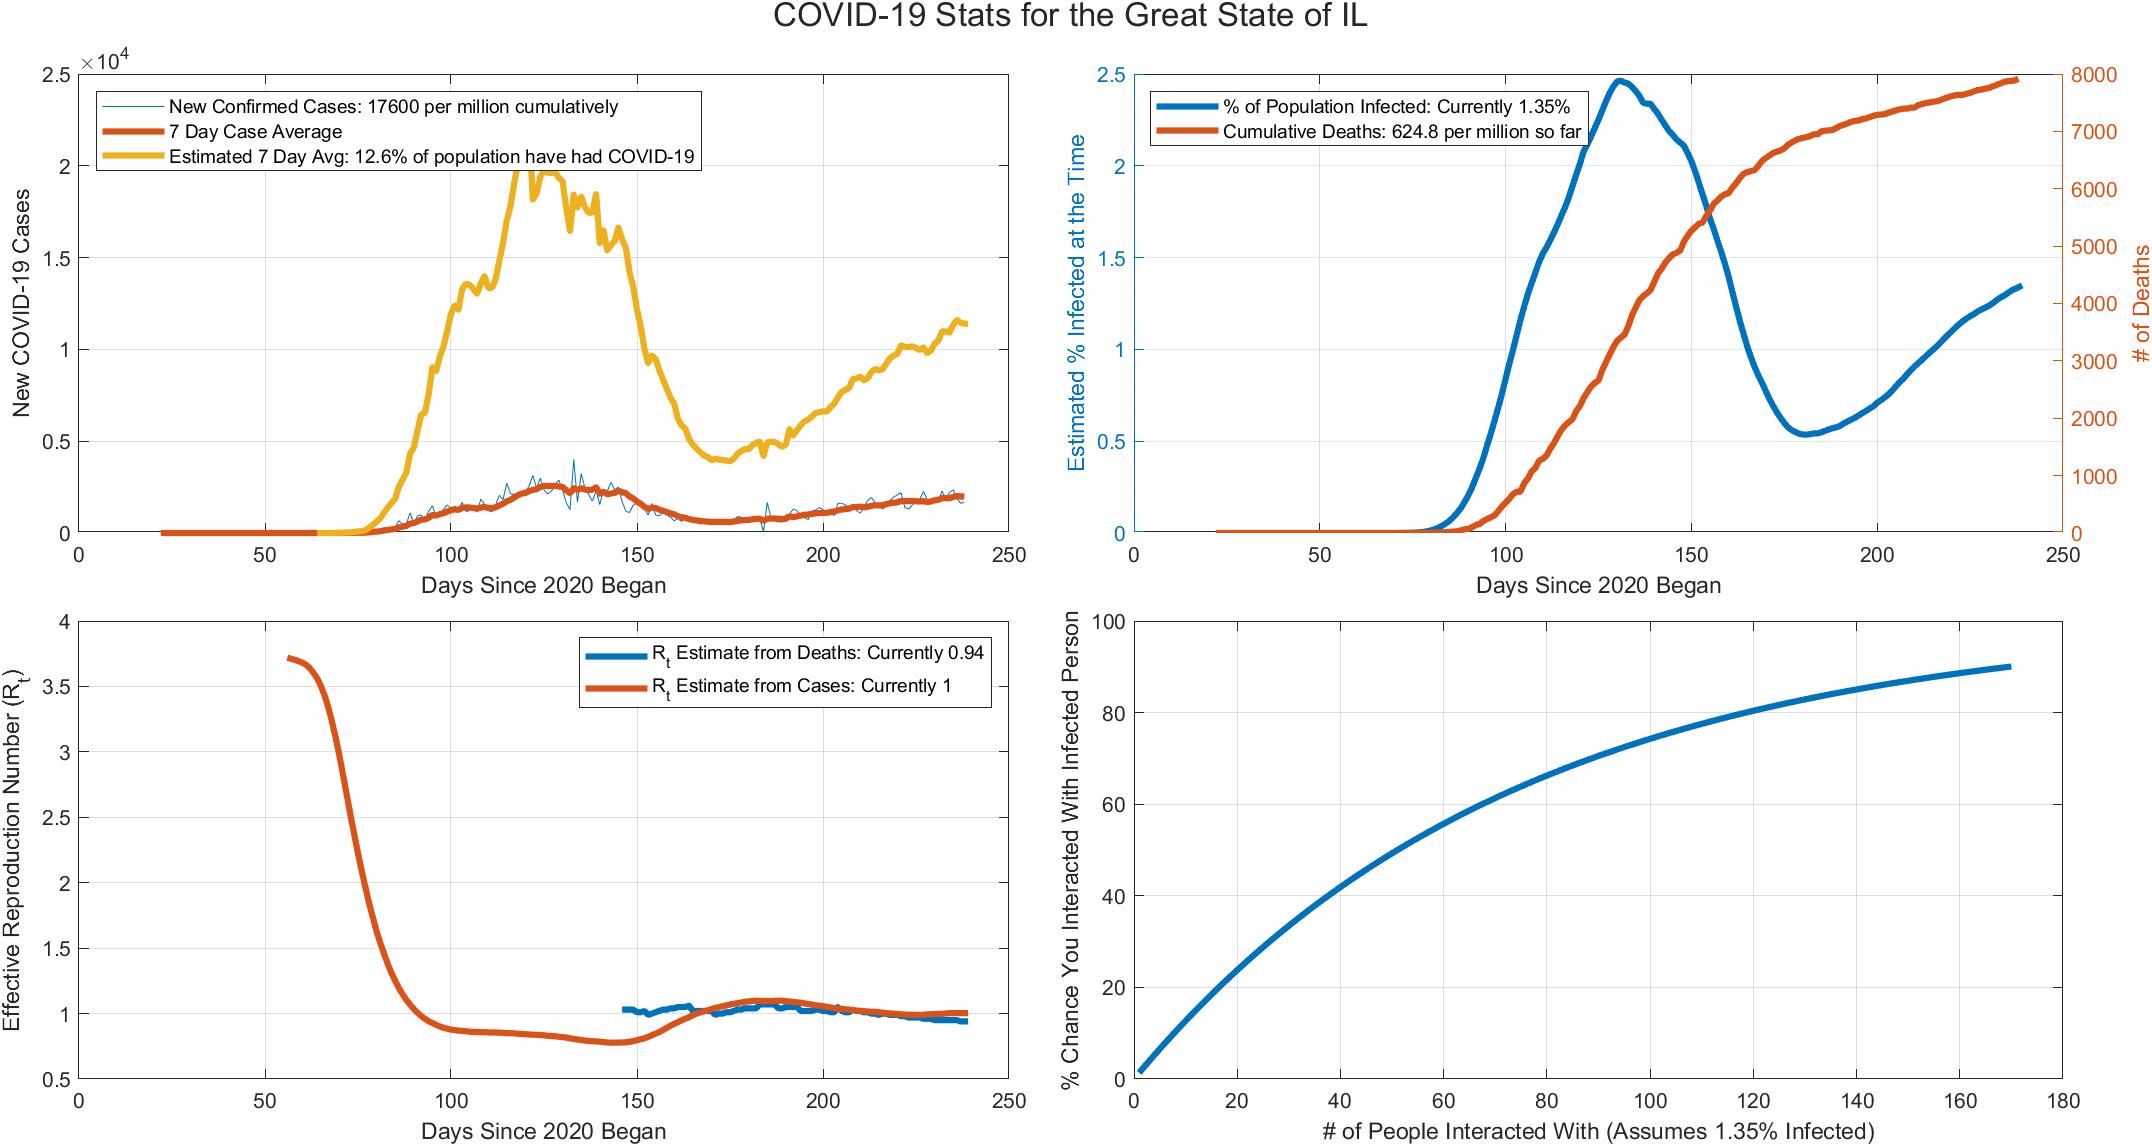 COVID-19 Stats for the Great State of IL
×10⁴
2.5
2
1.5
1
0.5
0
0 50 100 150 200 250
New COVID-19 Cases
Days Since 2020 Began
New Confirmed Cases: 17600 per million cumulatively
7 Day Case Average
Estimated 7 Day Avg: 12.6% of population have had COVID-19
2.5
2
1.5
1
0.5
0
Estimated % Infected at the Time
% of Population Infected: Currently 1.35%
Cumulative Deaths: 624.8 per million so far
8000
7000
6000
5000
4000
3000
2000
1000
0
# of Deaths
0 50 100 150 200 250
Days Since 2020 Began
4
3.5
3
2.5
2
1.5
1
0.5
Effective Reproduction Number (Rt)
Rt Estimate from Deaths: Currently 0.94
Rt Estimate from Cases: Currently 1
0 50 100 150 200 250
Days Since 2020 Began
100
80
60
40
20
0
% Chance You Interacted With Infected Person
0 20 40 60 80 100 120 140 160 180
# of People Interacted With (Assumes 1.35% Infected)